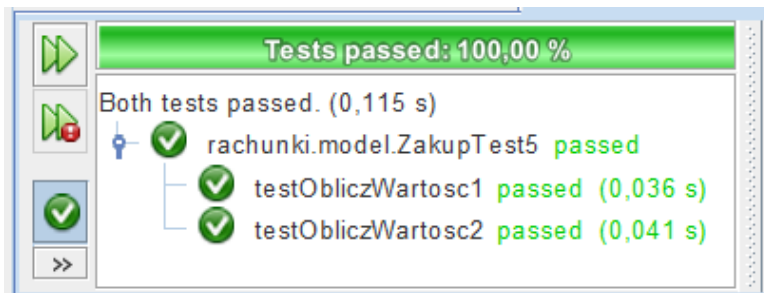 Tests passed: 100,00 %
Both tests passed. (0,115 s)
rachunki.model.ZakupTest5 passed
testObliczWartosc1 passed (0,036 s)
testObliczWartosc2 passed (0,041 s)
>>